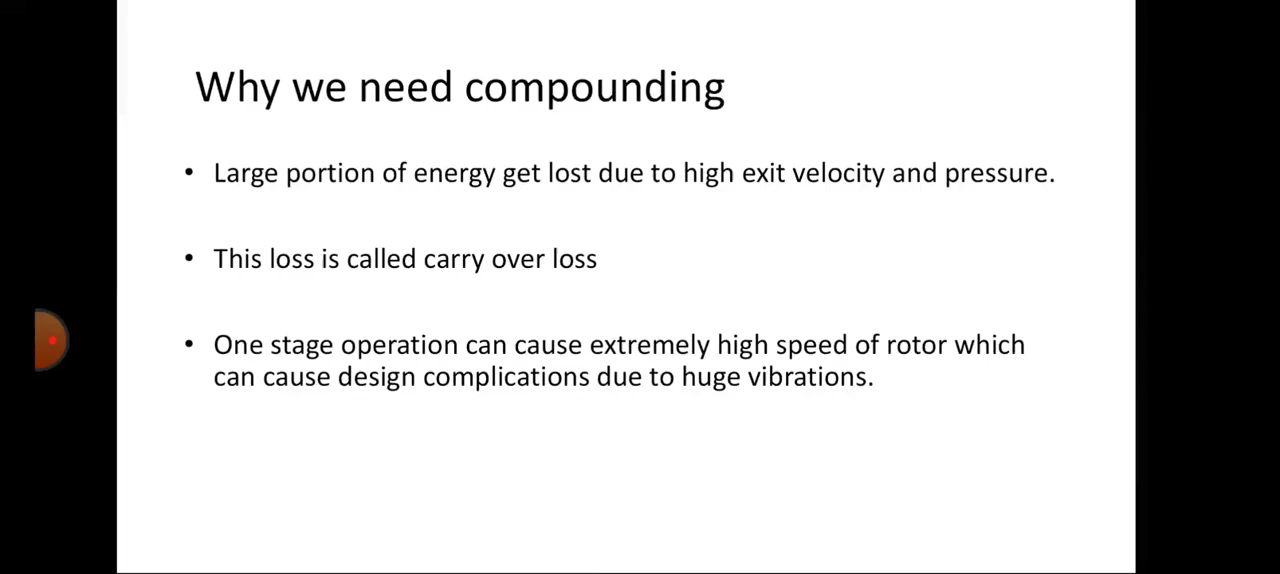 Why we need compounding
• Large portion of energy get lost due to high exit velocity and pressure.
• This loss is called carry over loss
• One stage operation can cause extremely high speed of rotor which
can cause design complications due to huge vibrations.